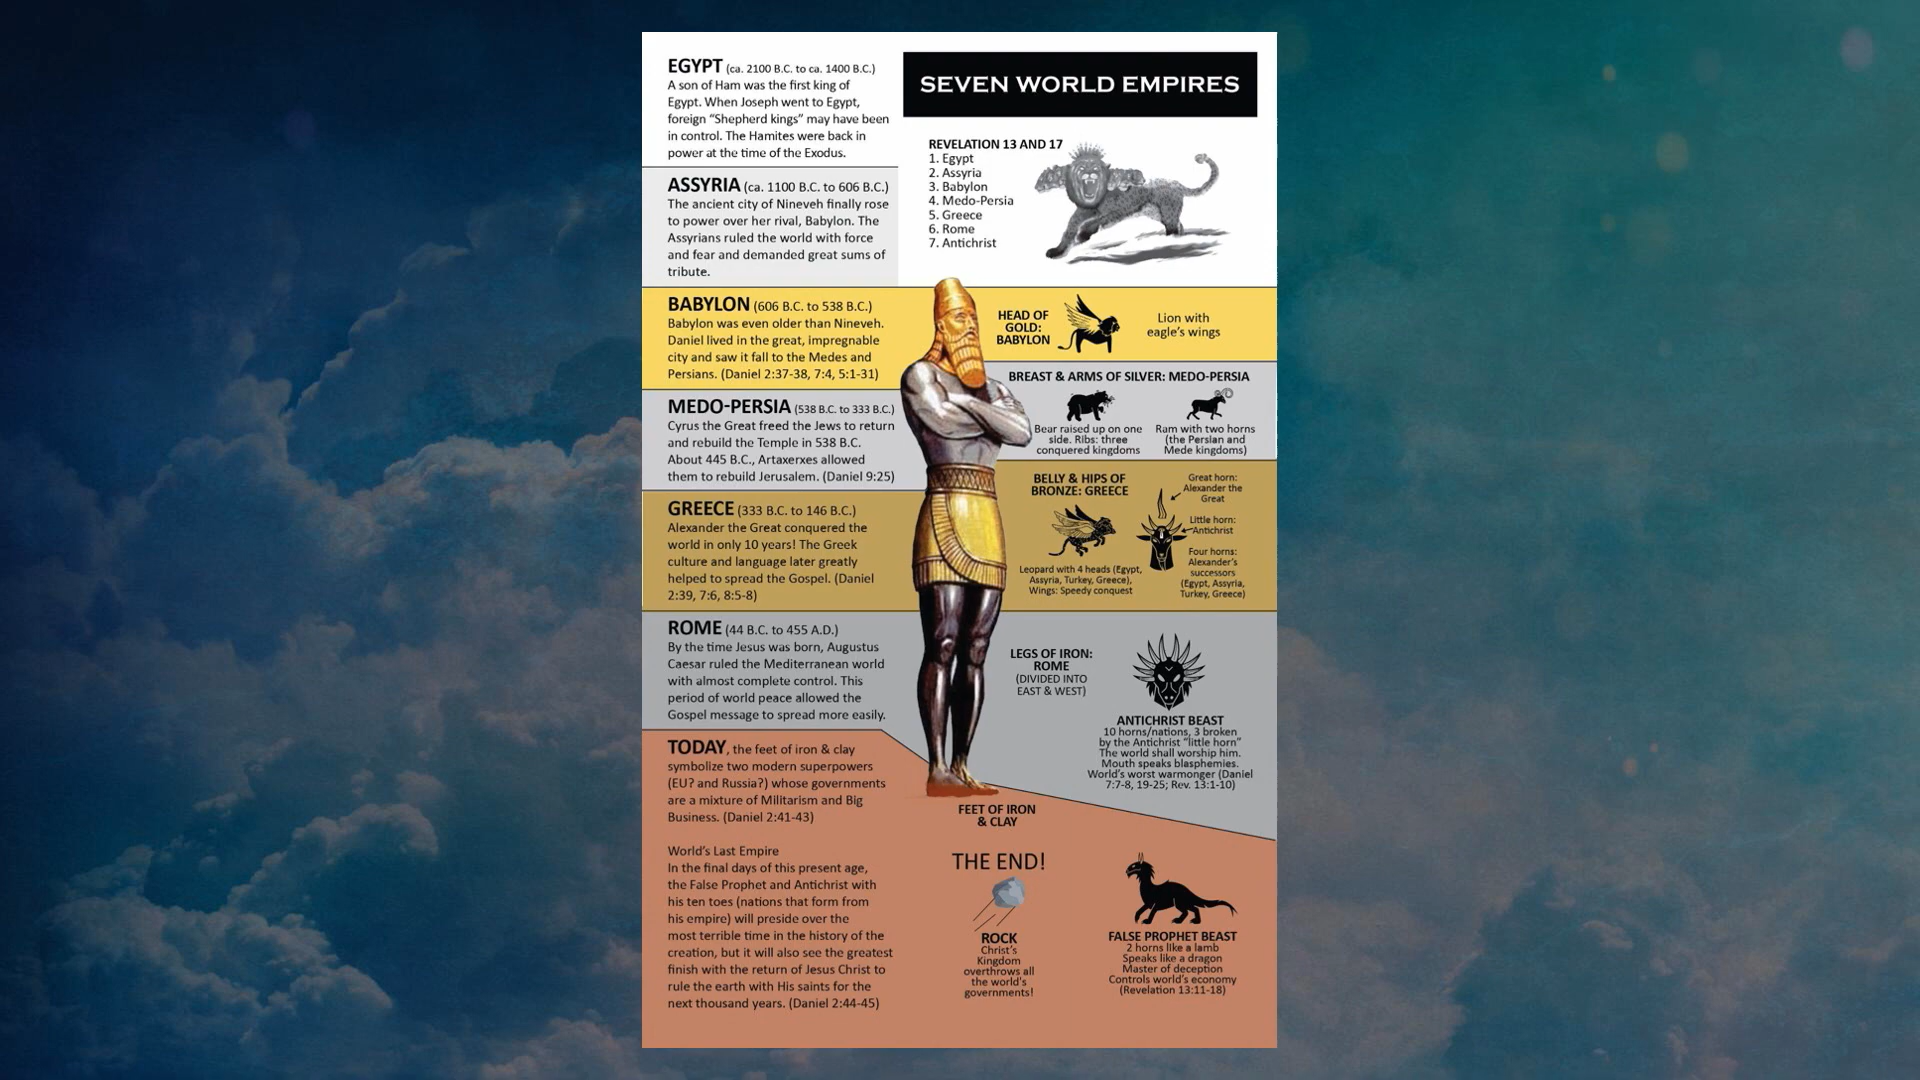 EGYPT (ca. 2100 B.C. to ca. 1400 B.C.)
A son of Ham was the first king of
Egypt. When Joseph went to Egypt,
foreign “Shepherd kings” may have been
in control. The Hamites were back in
power at the time of the Exodus.
ASSYRIA (ca. 1100 B.C. to 606 B.C.)
The ancient city of Nineveh finally rose
to power over her rival, Babylon. The
Assyrians ruled the world with force
and fear and demanded great sums of
tribute.
BABYLON (606 B.C. to 538 B.C.)
Babylon was even older than Nineveh.
Daniel lived in the great, impregnable
city and saw it fall to the Medes and
Persians. (Daniel 2:37-38, 7:4, 5:1-31)
MEDO-PERSIA (538 B.C. to 333 B.C.)
Cyrus the Great freed the Jews to return
and rebuild the Temple in 538 B.C.
About 445 B.C., Artaxerxes allowed
them to rebuild Jerusalem. (Daniel 9:25)
GREECE (333 B.C. to 146 B.C.)
Alexander the Great conquered the
world in only 10 years! The Greek
culture and language later greatly
helped to spread the Gospel. (Daniel
2:39, 7:6, 8:5-8)
ROME (44 B.C. to 455 A.D.)
By the time Jesus was born, Augustus
Caesar ruled the Mediterranean world
with almost complete control. This
period of world peace allowed the
Gospel message to spread more easily.
TODAY, the feet of iron & clay
symbolize two modern superpowers
(EU? and Russia?) whose governments
are a mixture of Militarism and Big
Business. (Daniel 2:41-43)
World's Last Empire
In the final days of this present age,
the False Prophet and Antichrist with
his ten toes (nations that form from
his empire) will preside over the
most terrible time in the history of the
creation, but it will also see the greatest
finish with the return of Jesus Christ to
rule the earth with His saints for the
next thousand years. (Daniel 2:44-45)
SEVEN WORLD EMPIRES
REVELATION 13 AND 17
1. Egypt
2. Assyria
3. Babylon
4. Medo-Persia
5. Greece
6. Rome
7. Antichrist
HEAD OF
GOLD:
BABYLON
Lion with
eagle's wings
BREAST & ARMS OF SILVER: MEDO-PERSIA
Bear raised up on one
side. Ribs: three
conquered kingdoms
Ram with two horns
(the Persian and
Mede kingdoms)
BELLY & HIPS OF
BRONZE: GREECE
Leopard with 4 heads (Egypt,
Assyria, Turkey, Greece),
Wings: Speedy conquest
Great horn:
Alexander the
Great
Little horn:
Antichrist
Four horns:
Alexander's
successors
(Egypt, Assyria,
Turkey, Greece)
LEGS OF IRON:
ROME
(DIVIDED INTO
EAST & WEST)
ANTICHRIST BEAST
10 horns/nations, 3 broken
by the Antichrist “little horn”
The world shall worship him.
Mouth speaks blasphemies.
World's worst warmonger (Daniel
7:7-8, 19-25; Rev. 13:1-10)
FEET OF IRON
& CLAY
THE END!
ROCK
Christ's
Kingdom
overthrows all
the world's
governments!
FALSE PROPHET BEAST
2 horns like a lamb
Speaks like a dragon
Master of deception
Controls world's economy
(Revelation 13:11-18)